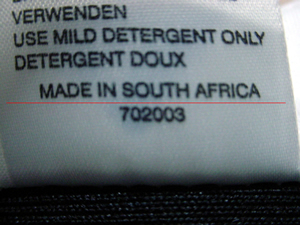 VERWENDEN
USE MILD DETERGENT ONLY
DETERGENT DOUX
MADE IN SOUTH AFRICA
702003